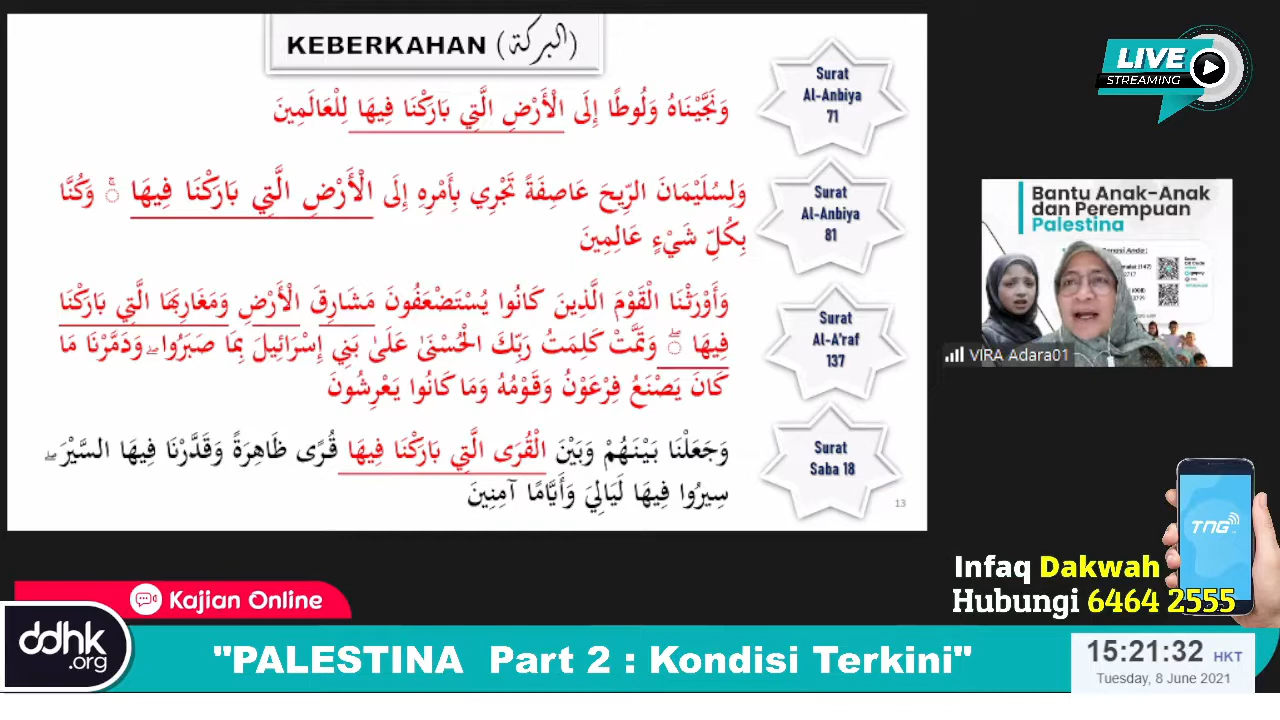 KEBERKAHAN (البركة)
Surat
Al-Anbiya
71
وَنَجَّيْنَاهُ وَلُوطًا إِلَى الْأَرْضِ الَّتِي بَارَكْنَا فِيهَا لِلْعَالَمِينَ
Surat
Al-Anbiya
81
وَلِسُلَيْمَانَ الرِّيحَ عَاصِفَةً تَجْرِي بِأَمْرِهِ إِلَى الْأَرْضِ الَّتِي بَارَكْنَا فِيهَا ۚ وَكُنَّا
بِكُلِّ شَيْءٍ عَالِمِينَ
Surat
Al-A'raf
137
وَأَوْرَثْنَا الْقَوْمَ الَّذِينَ كَانُوا يُسْتَضْعَفُونَ مَشَارِقَ الْأَرْضِ وَمَغَارِبَهَا الَّتِي بَارَكْنَا
فِيهَا ۖ وَتَمَّتْ كَلِمَتُ رَبِّكَ الْحُسْنَىٰ عَلَىٰ بَنِي إِسْرَائِيلَ بِمَا صَبَرُوا ۖ وَدَمَّرْنَا مَا
كَانَ يَصْنَعُ فِرْعَوْنُ وَقَوْمُهُ وَمَا كَانُوا يَعْرِشُونَ
Surat
Saba 18
وَجَعَلْنَا بَيْنَهُمْ وَبَيْنَ الْقُرَى الَّتِي بَارَكْنَا فِيهَا قُرًى ظَاهِرَةً وَقَدَّرْنَا فِيهَا السَّيْرَ ۖ
سِيرُوا فِيهَا لَيَالِيَ وَأَيَّامًا آمِنِينَ
13
LIVE
STREAMING
Bantu Anak-Anak
dan Perempuan
Palestina
VIRA Adara01
TNG
Infaq Dakwah
Hubungi 6464 2555
Kajian Online
ddhk
.org
"PALESTINA Part 2 : Kondisi Terkini"
15:21:32 HKT
Tuesday, 8 June 2021